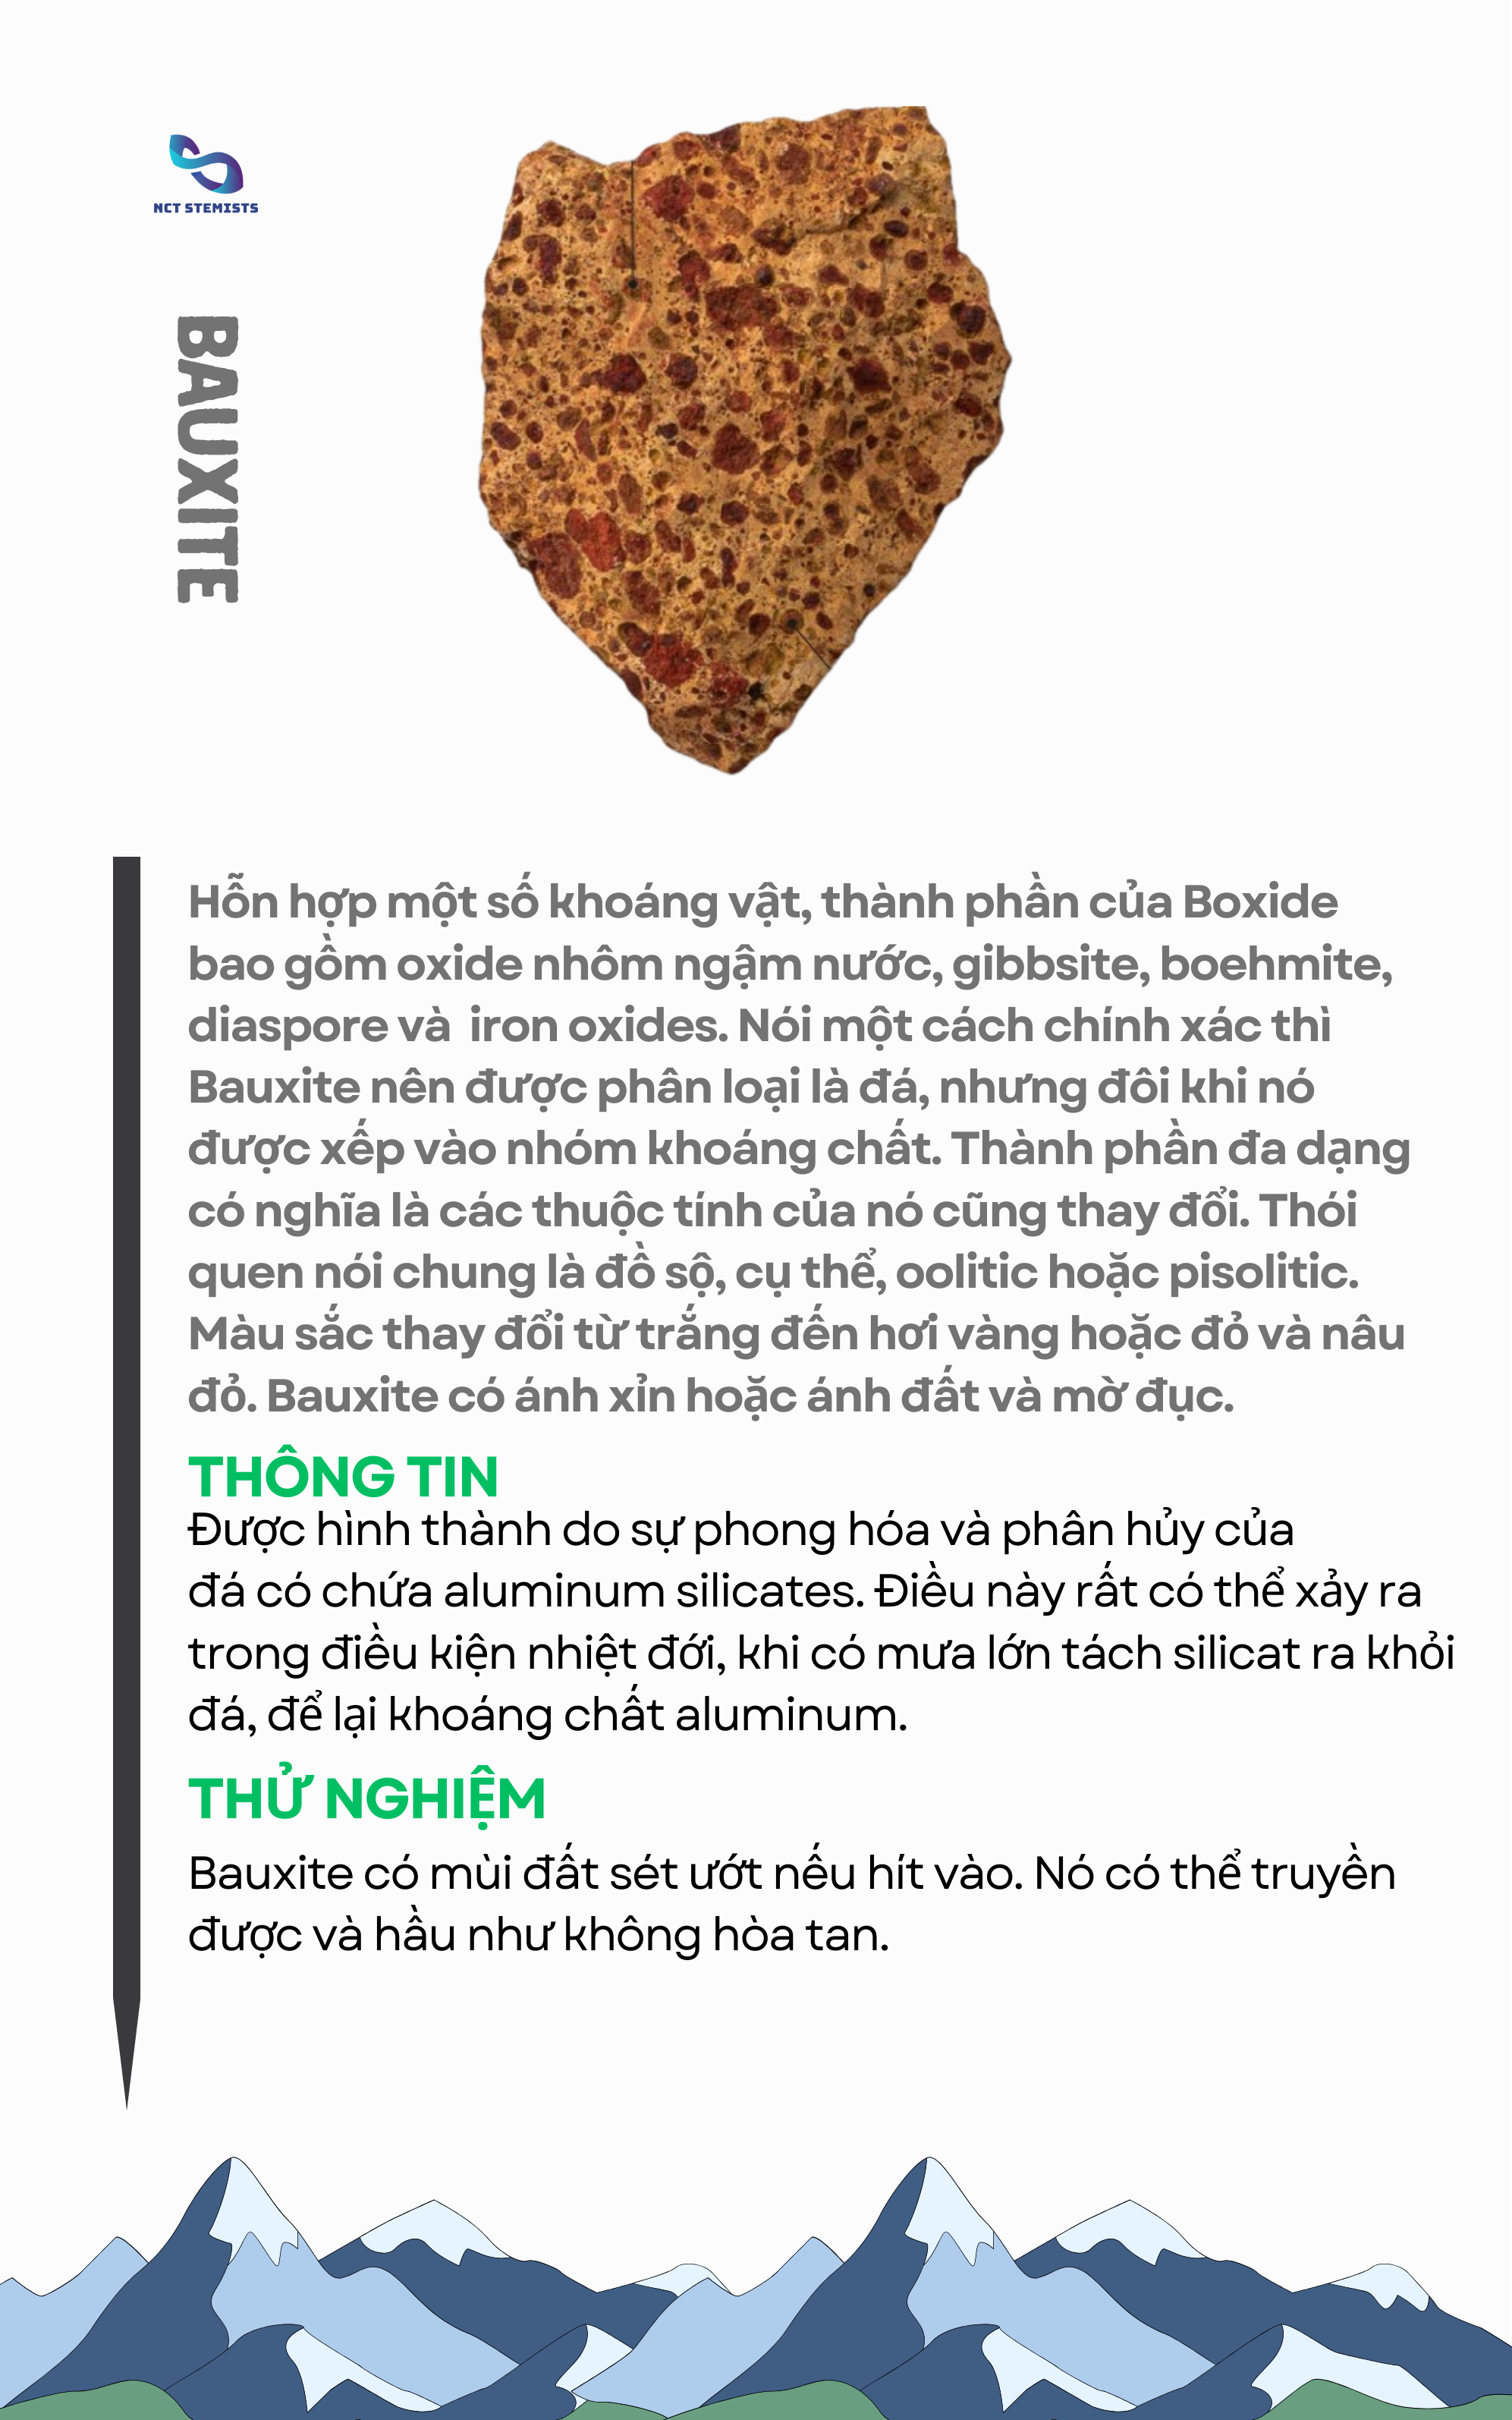 NCT STEMISTS
BAUXITE
Hỗn hợp một số khoáng vật, thành phần của Boxide
bao gồm oxide nhôm ngậm nước, gibbsite, boehmite,
diaspore và  iron oxides. Nói một cách chính xác thì
Bauxite nên được phân loại là đá, nhưng đôi khi nó
được xếp vào nhóm khoáng chất. Thành phần đa dạng
có nghĩa là các thuộc tính của nó cũng thay đổi. Thói
quen nói chung là đồ sộ, cụ thể, oolitic hoặc pisolitic.
Màu sắc thay đổi từ trắng đến hơi vàng hoặc đỏ và nâu
đỏ. Bauxite có ánh xỉn hoặc ánh đất và mờ đục.
THÔNG TIN
Được hình thành do sự phong hóa và phân hủy của
đá có chứa aluminum silicates. Điều này rất có thể xảy ra
trong điều kiện nhiệt đới, khi có mưa lớn tách silicat ra khỏi
đá, để lại khoáng chất aluminum.
THỬ NGHIỆM
Bauxite có mùi đất sét ướt nếu hít vào. Nó có thể truyền
được và hầu như không hòa tan.